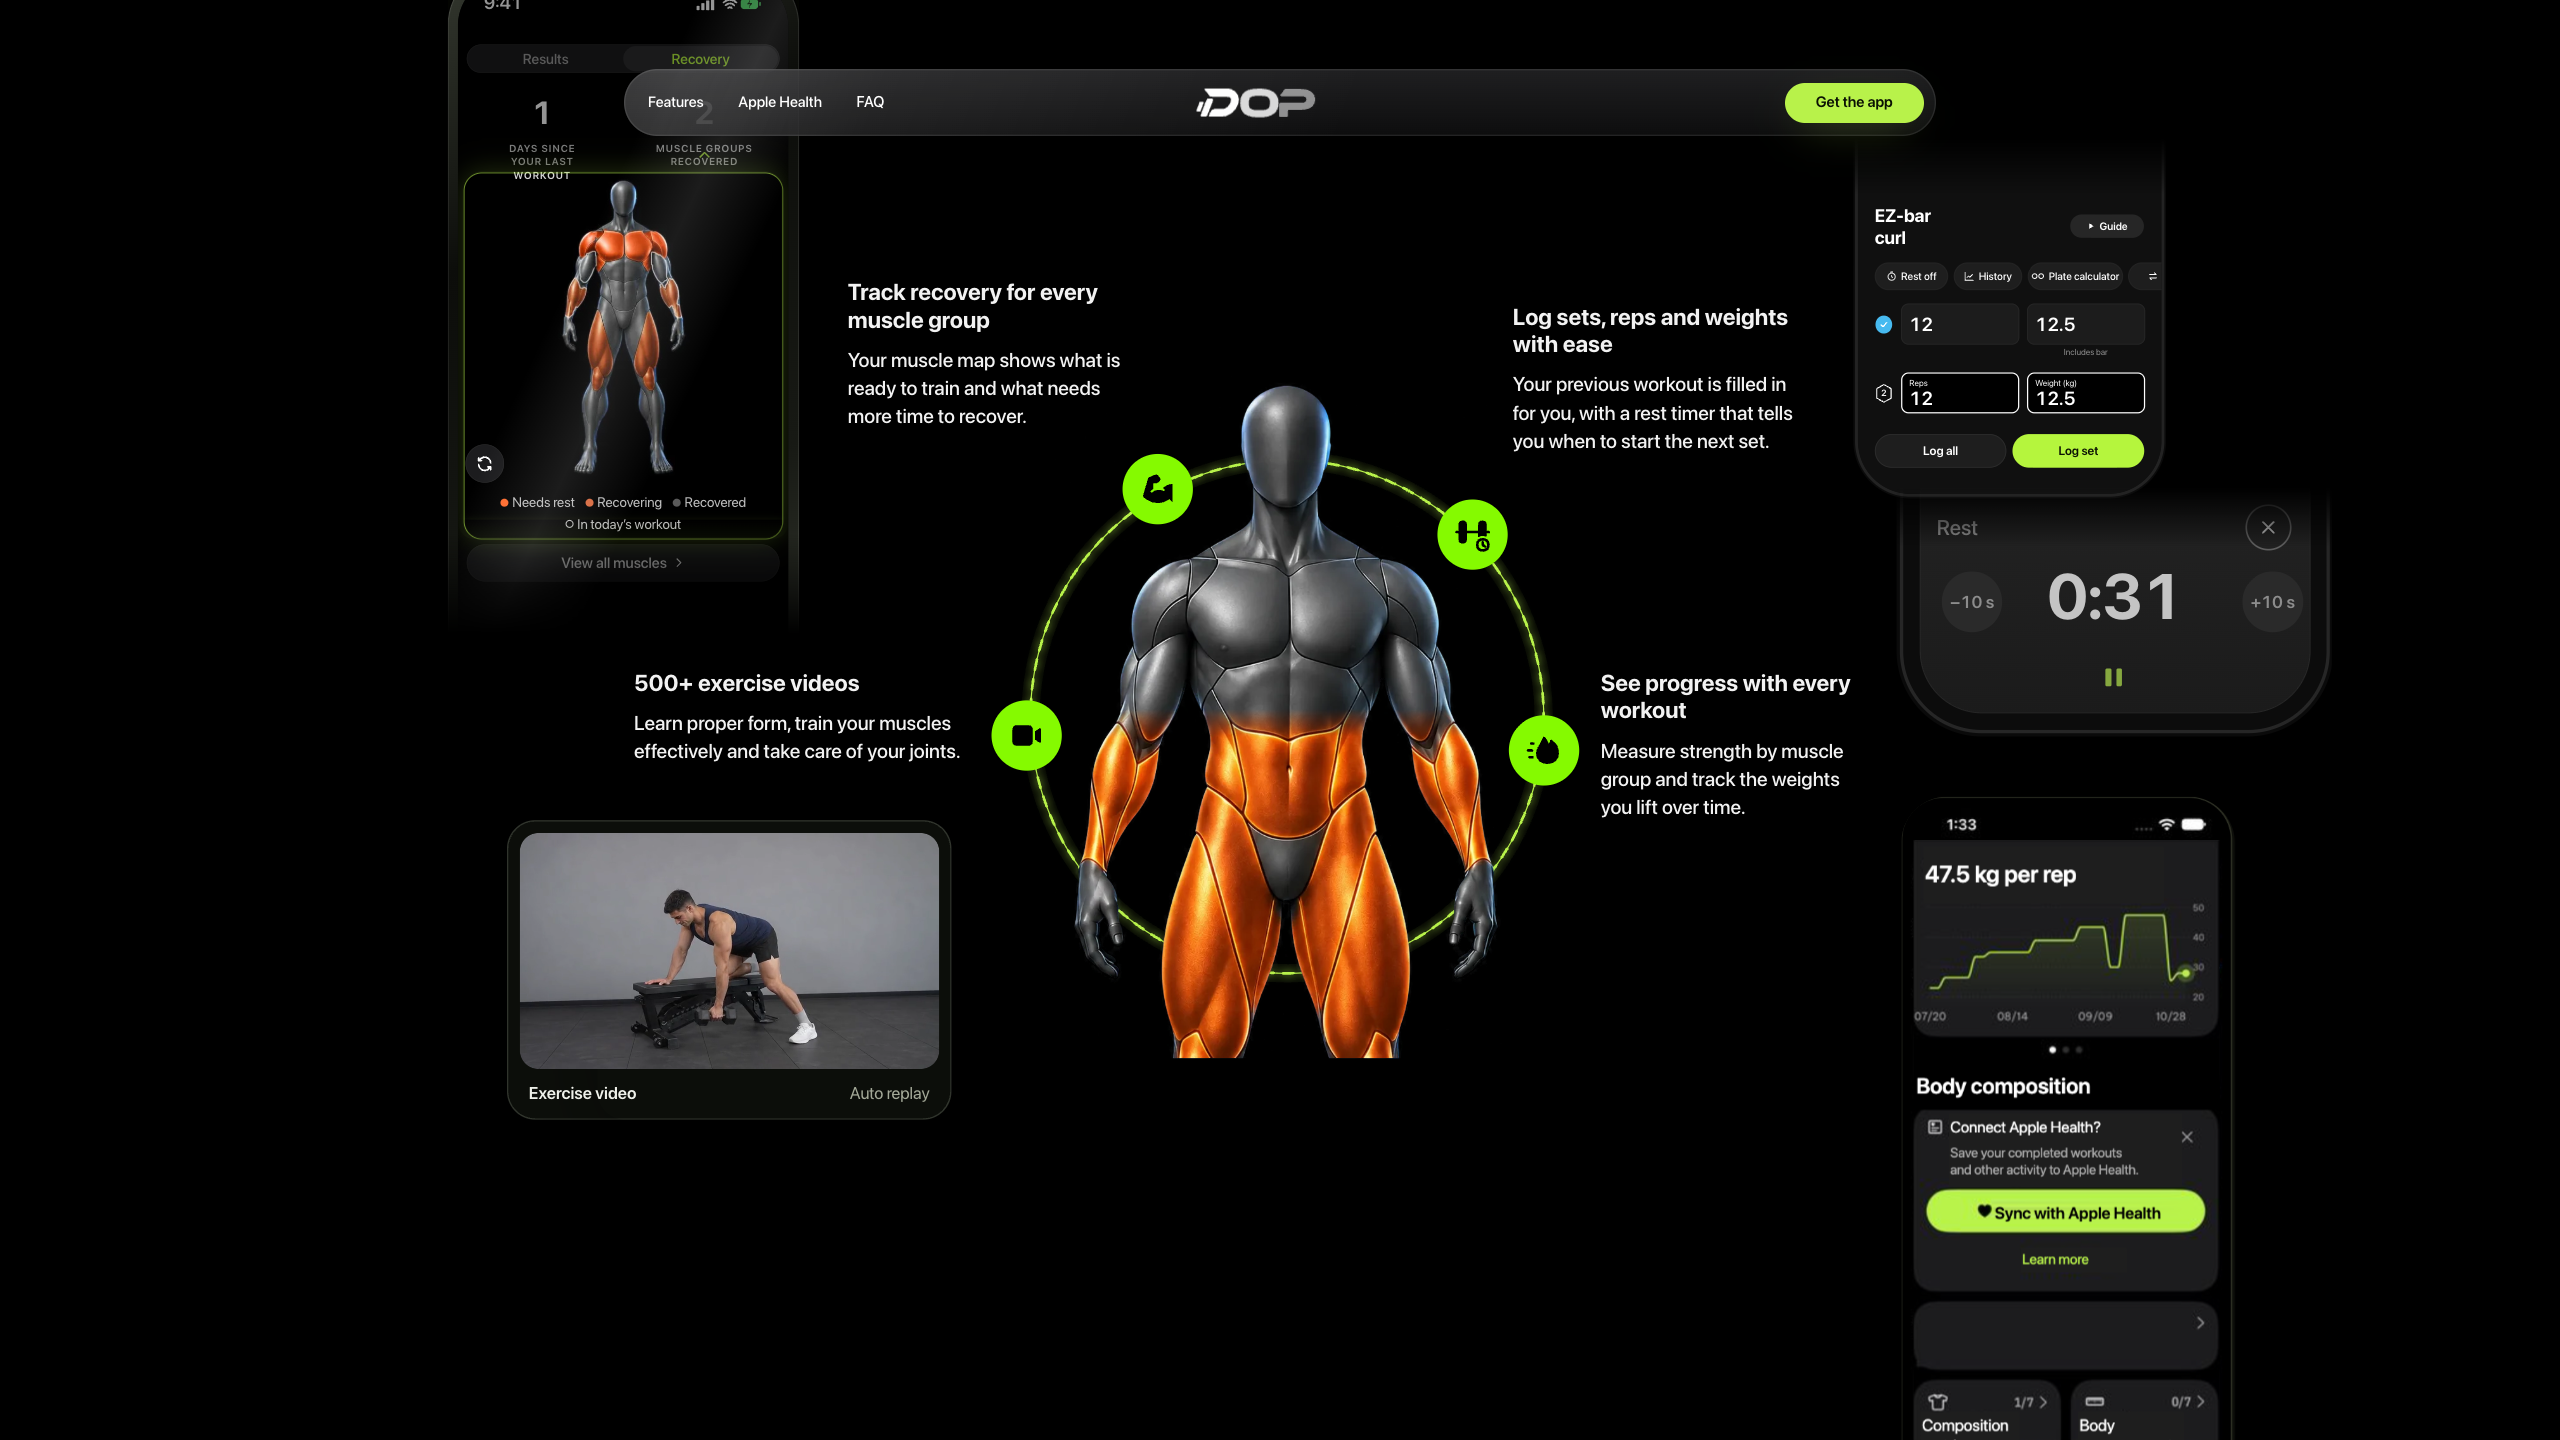 9:41
Results
Recovery
Features
Apple Health
FAQ
DOP
Get the app
1
2
DAYS SINCE
YOUR LAST
WORKOUT
MUSCLE GROUPS
RECOVERED
Needs rest
Recovering
Recovered
In today's workout
View all muscles
Track recovery for every
muscle group
Your muscle map shows what is
ready to train and what needs
more time to recover.
Log sets, reps and weights
with ease
Your previous workout is filled in
for you, with a rest timer that tells
you when to start the next set.
EZ-bar
curl
Guide
Rest off
History
Plate calculator
12
12.5
Includes bar
2
Reps
12
Weight (kg)
12.5
Log all
Log set
Rest
−10 s
0:31
+10 s
500+ exercise videos
Learn proper form, train your muscles
effectively and take care of your joints.
Exercise video
Auto replay
See progress with every
workout
Measure strength by muscle
group and track the weights
you lift over time.
1:33
47.5 kg per rep
50
40
30
20
07/20
08/14
09/09
10/28
Body composition
Connect Apple Health?
Save your completed workouts
and other activity to Apple Health.
Sync with Apple Health
Learn more
1/7
Composition
0/7
Body